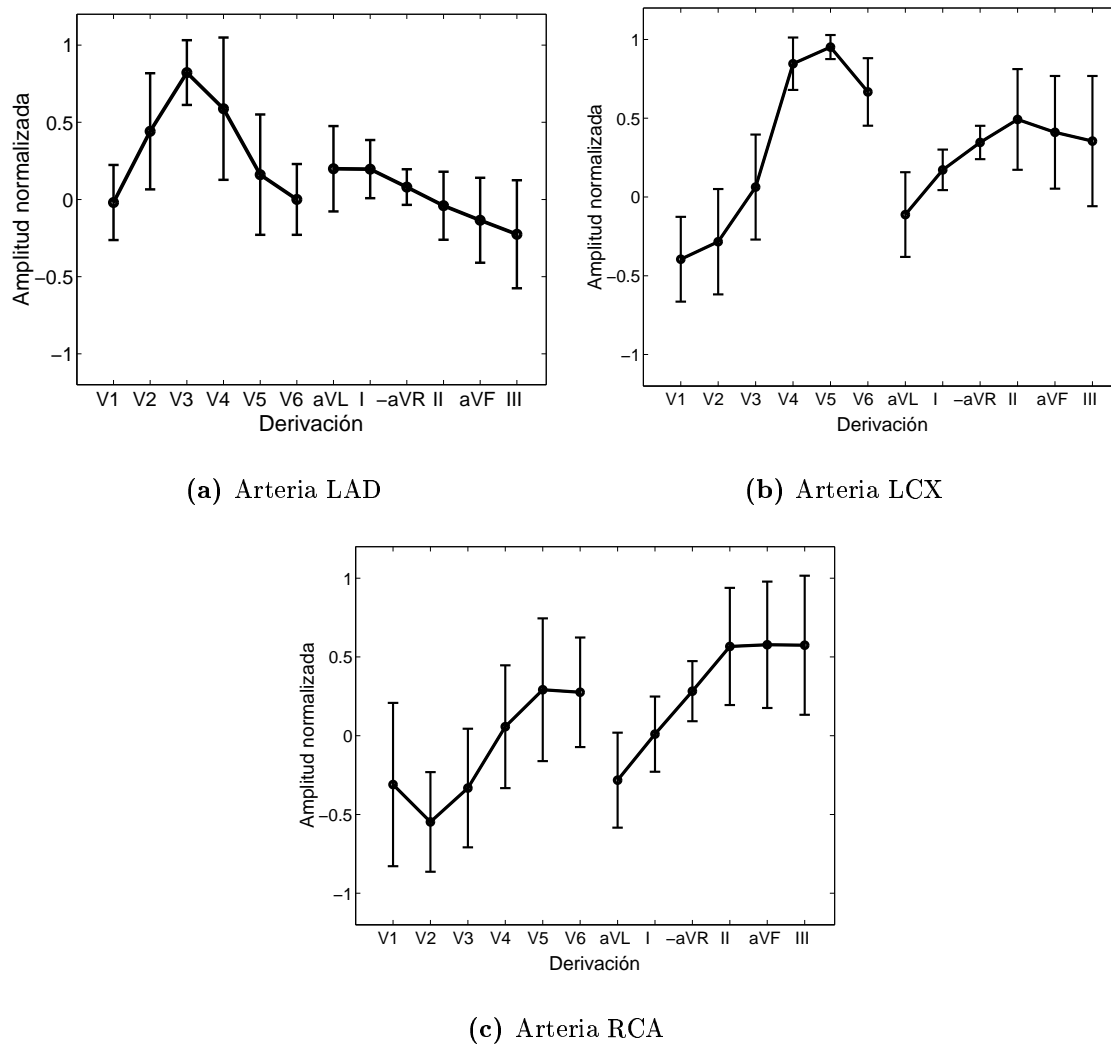 1
0.5
0
−0.5
−1
Amplitud normalizada
V1 V2 V3 V4 V5 V6 aVL I −aVR II aVF III
Derivación
(a) Arteria LAD
1
0.5
0
−0.5
−1
Amplitud normalizada
V1 V2 V3 V4 V5 V6 aVL I −aVR II aVF III
Derivación
(b) Arteria LCX
1
0.5
0
−0.5
−1
Amplitud normalizada
V1 V2 V3 V4 V5 V6 aVL I −aVR II aVF III
Derivación
(c) Arteria RCA